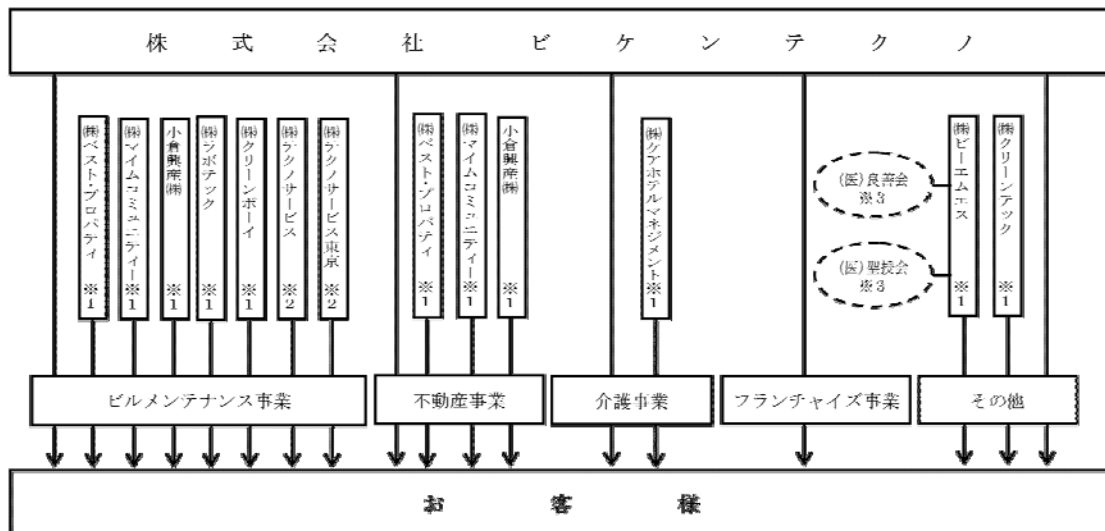 株式会社ビケンテクノ
㈱ベスト・プロパティ※1
㈱マイムコミュニティー※1
小倉興産㈱※1
㈱ラボテック※1
㈱クリーンボーイ※1
㈱テクノサービス※2
㈱テクノサービス東京※2
㈱ベスト・プロパティ※1
㈱マイムコミュニティー※1
小倉興産㈱※1
㈱ケアホテルマネジメント※1
(医)良善会
※3
(医)聖授会
※3
㈱ビーエムエス※1
㈱クリーンテック※1
ビルメンテナンス事業
不動産事業
介護事業
フランチャイズ事業
その他
お客様